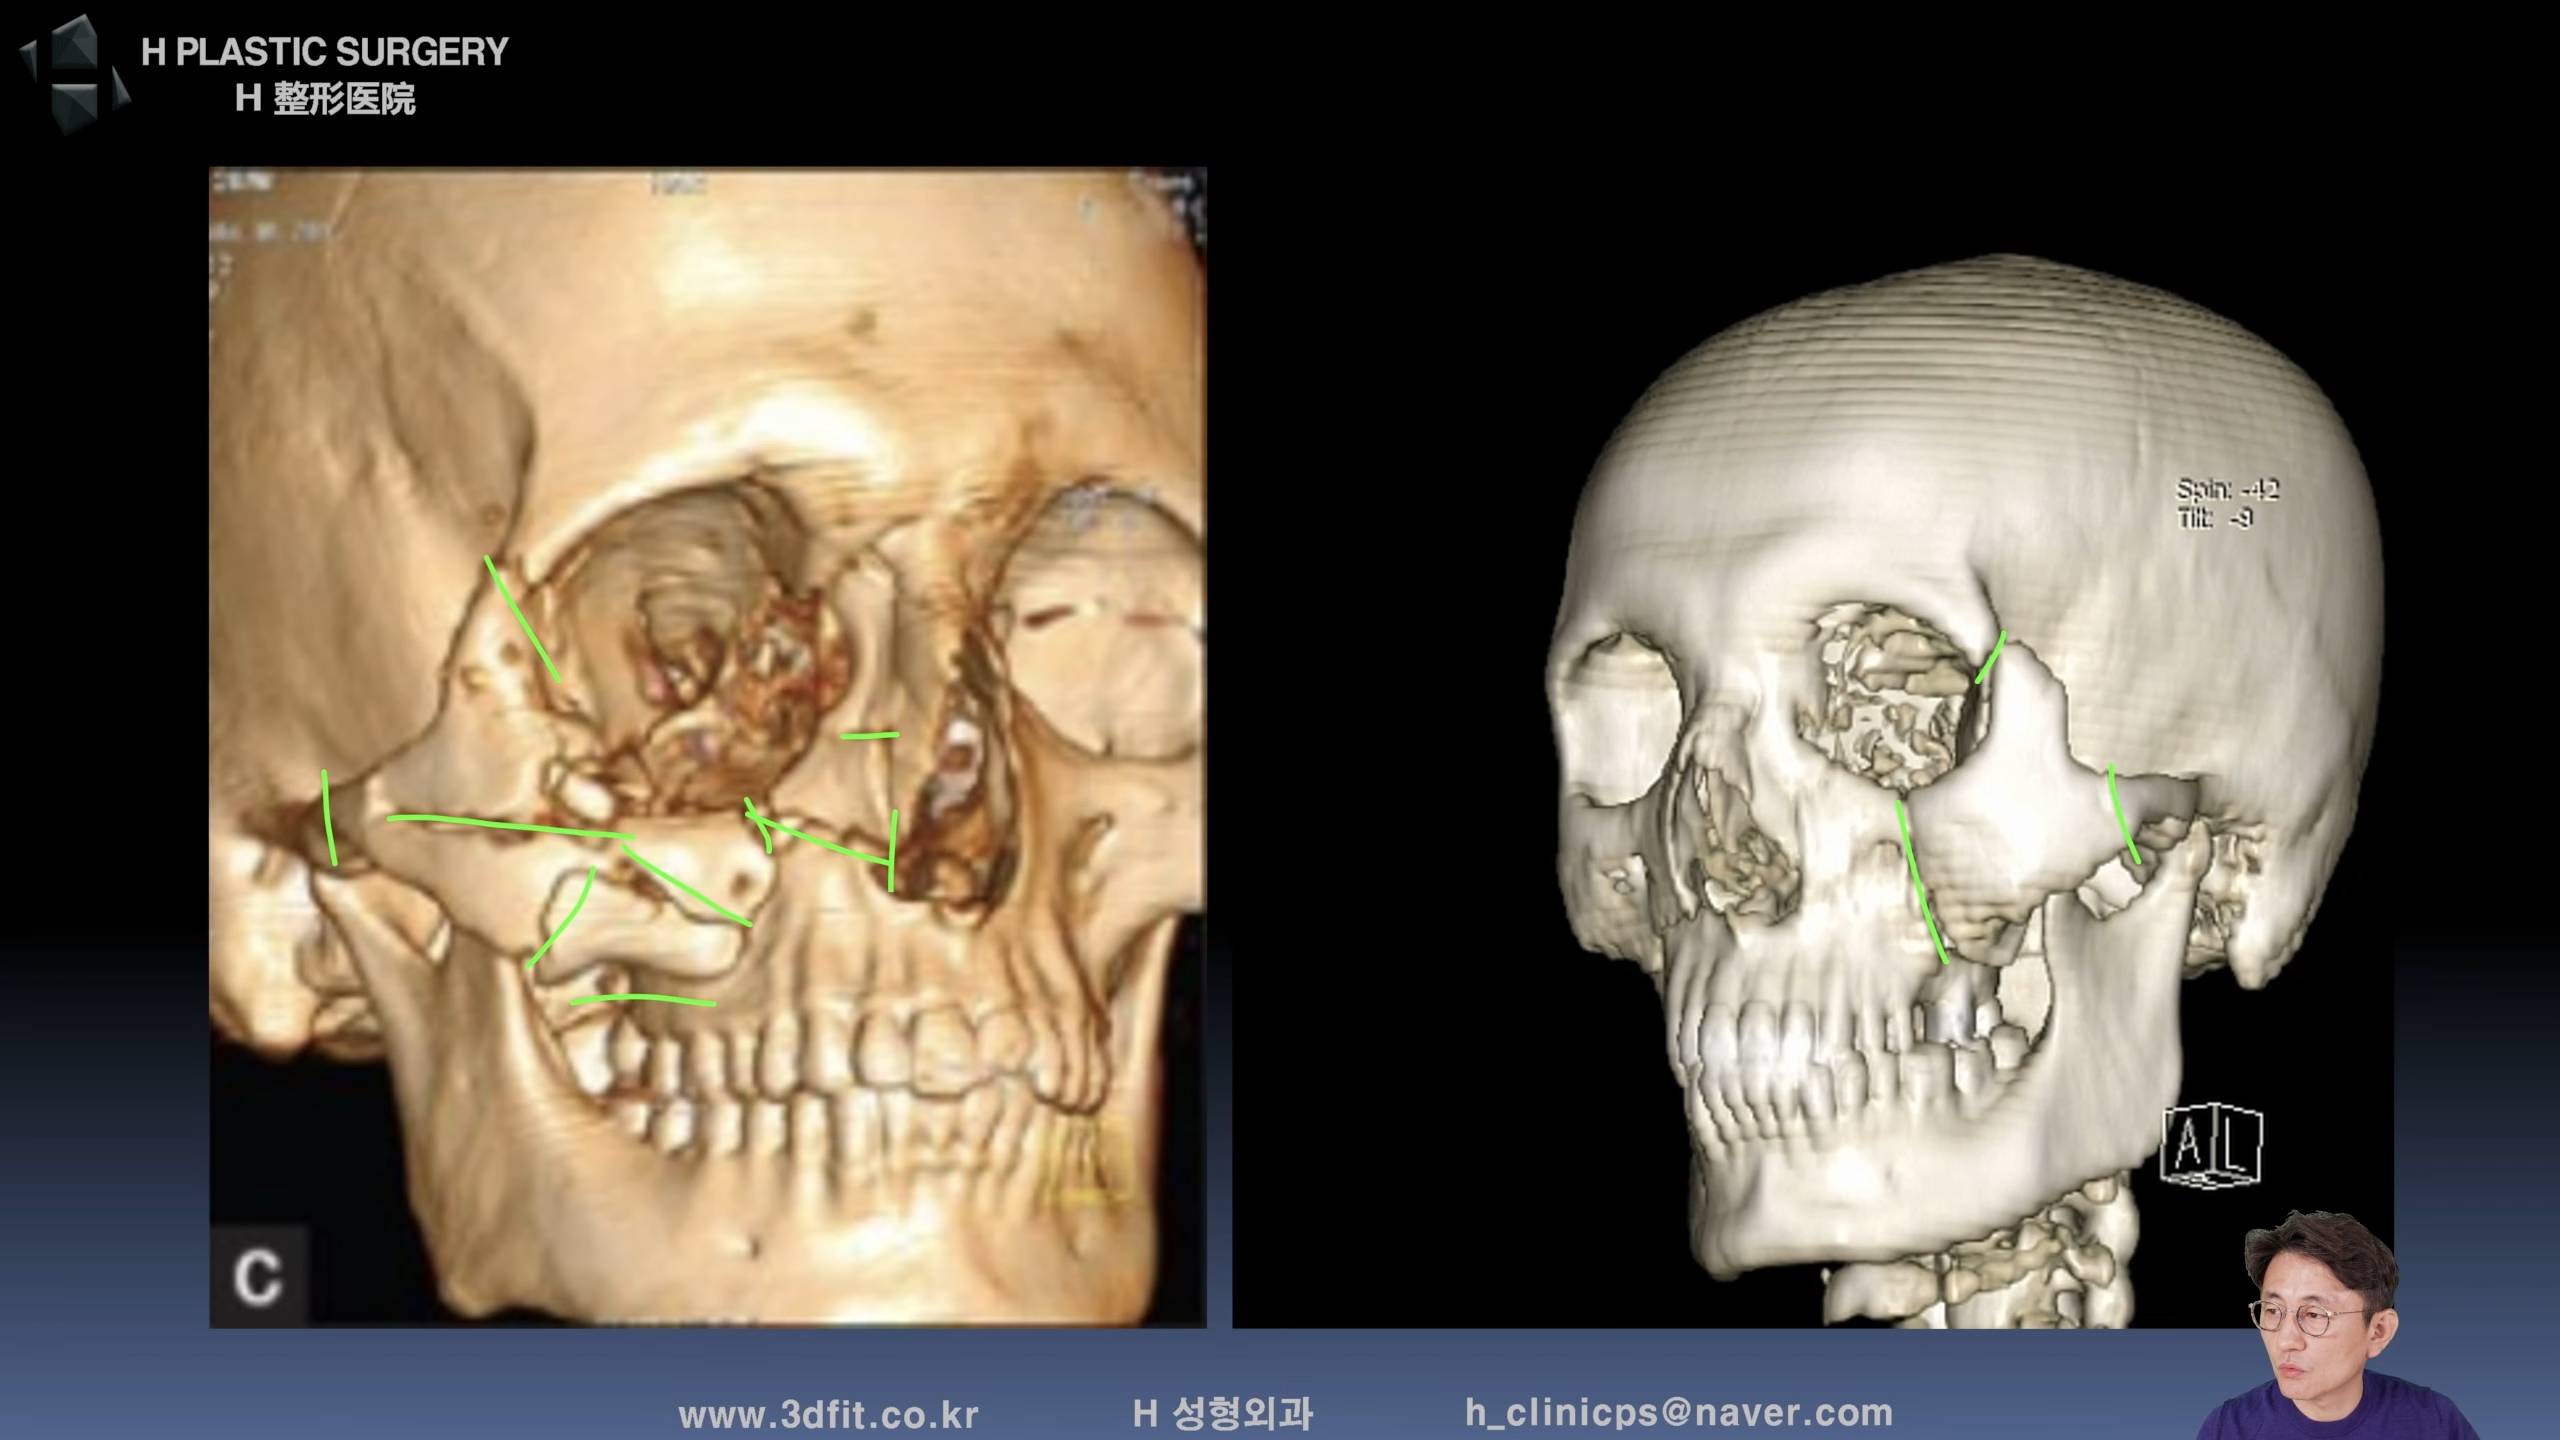 H PLASTIC SURGERY
H 整形医院
Spin: -42
Tilt: -9
A L
C
www.3dfit.co.kr H 성형외과 h_clinicps@naver.com